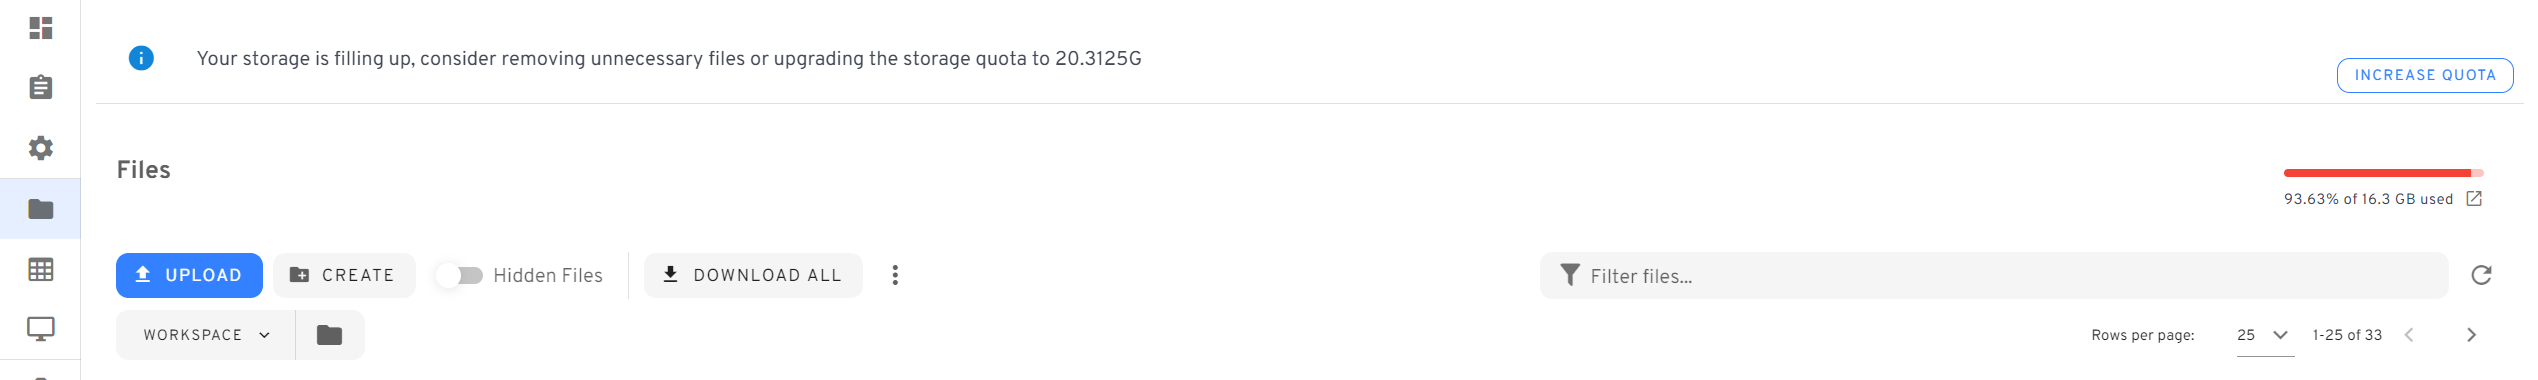 Your storage is filling up, consider removing unnecessary files or upgrading the storage quota to 20.3125G
INCREASE QUOTA
Files
93.63% of 16.3 GB used
UPLOAD
CREATE
Hidden Files
DOWNLOAD ALL
Filter files...
WORKSPACE
Rows per page:
25
1-25 of 33